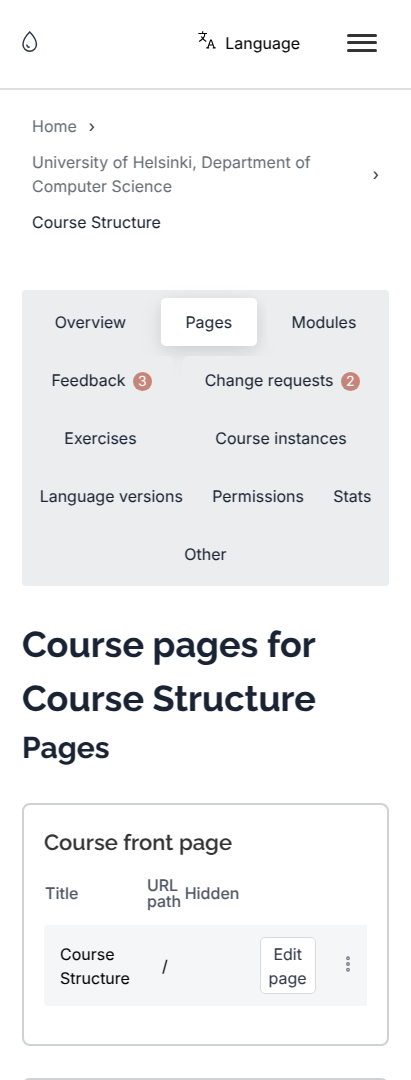 Language
Home ›
University of Helsinki, Department of
Computer Science ›
Course Structure
Overview Pages Modules
Feedback 3 Change requests 2
Exercises Course instances
Language versions Permissions Stats
Other
Course pages for
Course Structure
Pages
Course front page
Title URL path Hidden
Course Structure / Edit page